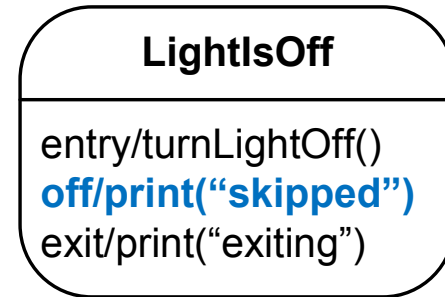 LightIsOff
entry/turnLightOff()
off/print(“skipped”)
exit/print(“exiting”)